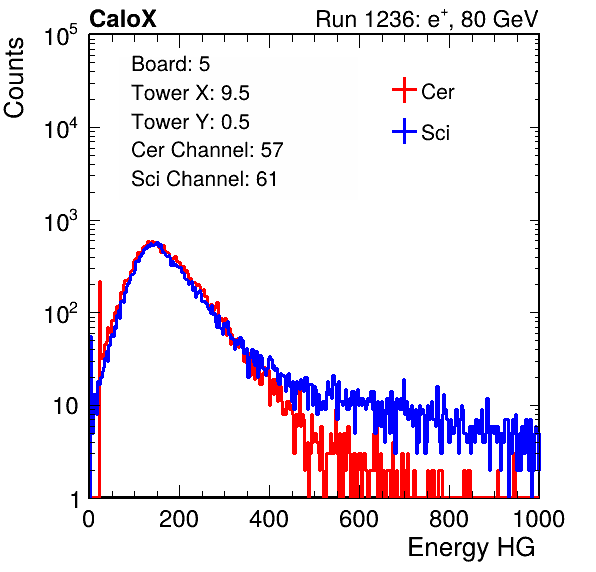 CaloX Run 1236: e⁺, 80 GeV
Counts
10⁵
10⁴
10³
10²
10
1
Board: 5
Tower X: 9.5
Tower Y: 0.5
Cer Channel: 57
Sci Channel: 61
Cer
Sci
0 200 400 600 800 1000
Energy HG